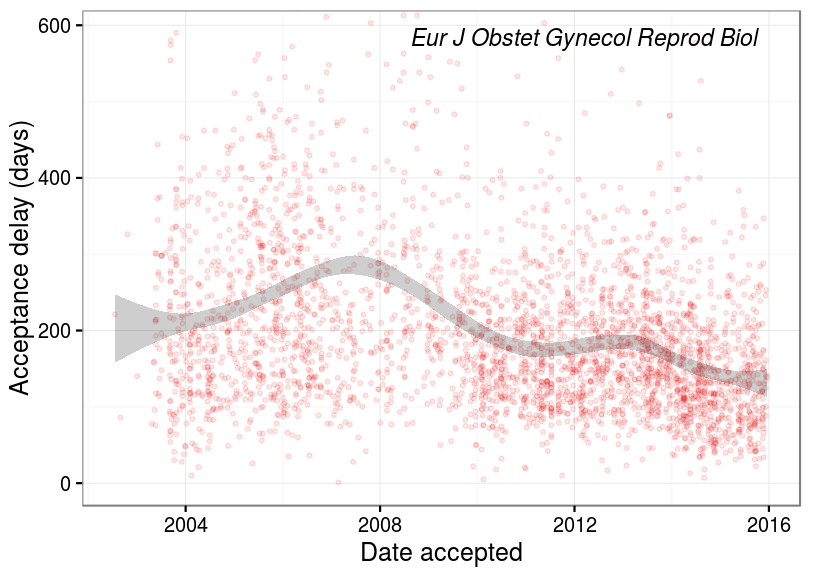 Eur J Obstet Gynecol Reprod Biol
600
400
200
0
Acceptance delay (days)
2004 2008 2012 2016
Date accepted